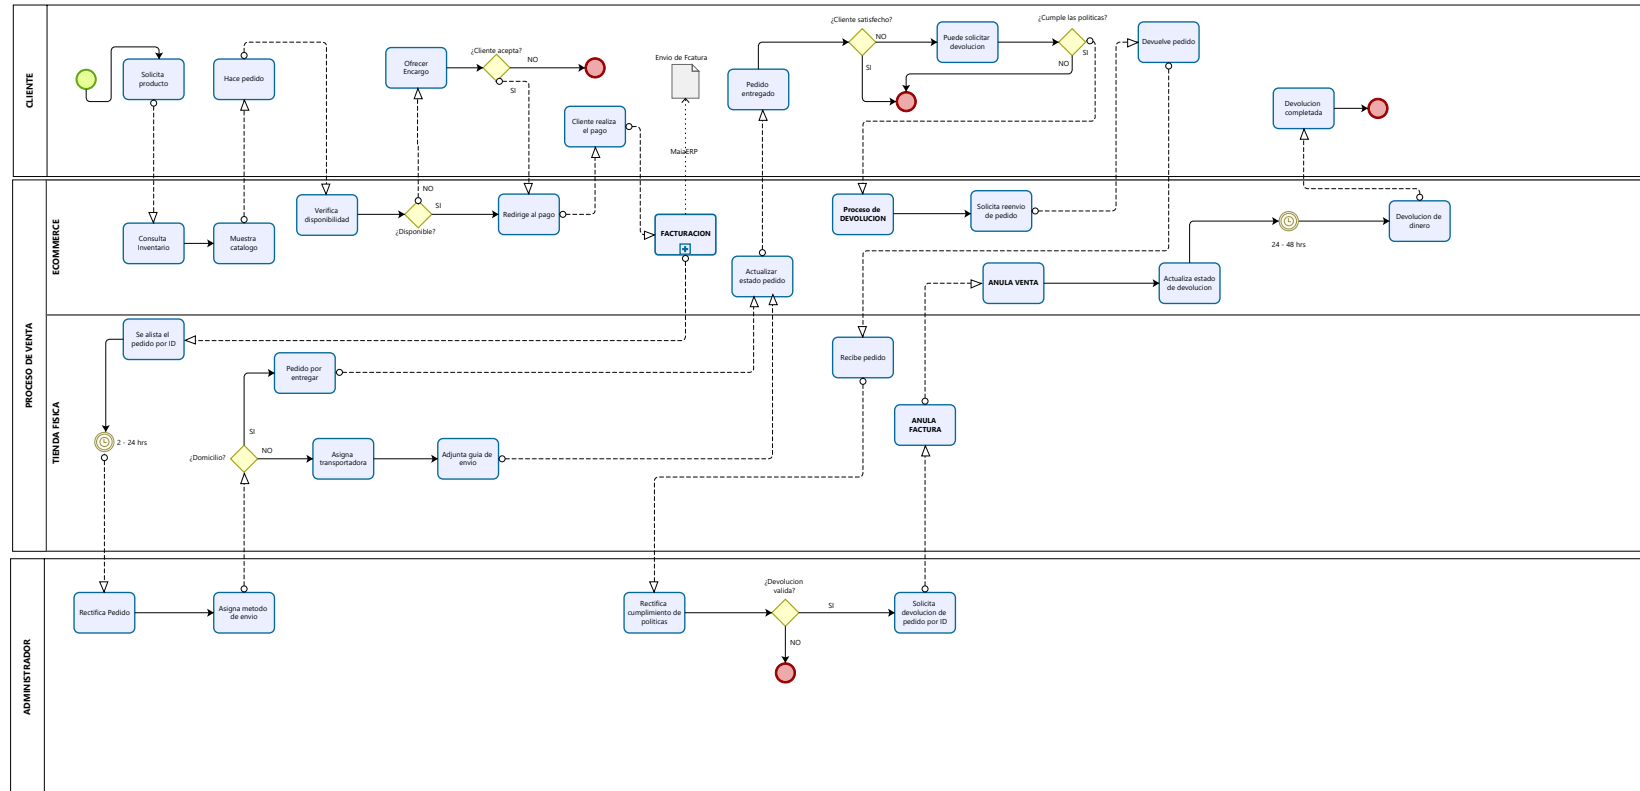 CLIENTE
Solicita
producto
Hace pedido
Ofrecer
Encargo
¿Cliente acepta?
NO
SI
Cliente realiza
el pago
Envio de Fcatura
MaiaERP
Pedido
entregado
¿Cliente satisfecho?
NO
SI
Puede solicitar
devolucion
¿Cumple las politicas?
SI
NO
Devuelve pedido
Devolucion
completada
PROCESO DE VENTA
ECOMMERCE
Consulta
Inventario
Muestra
catalogo
Verifica
disponibilidad
NO
SI
¿Disponible?
Redirige al pago
FACTURACION
Actualizar
estado pedido
Proceso de
DEVOLUCION
Solicita reenvio
de pedido
ANULA VENTA
Actualiza estado
de devolucion
24 - 48 hrs
Devolucion de
dinero
TIENDA FISICA
Se alista el
pedido por ID
2 - 24 hrs
Pedido por
entregar
¿Domicilio?
SI
NO
Asigna
transportadora
Adjunta guia de
envio
Recibe pedido
ANULA
FACTURA
ADMINISTRADOR
Rectifica Pedido
Asigna metodo
de envio
Rectifica
cumplimiento de
politicas
¿Devolucion
valida?
SI
NO
Solicita
devolucion de
pedido por ID